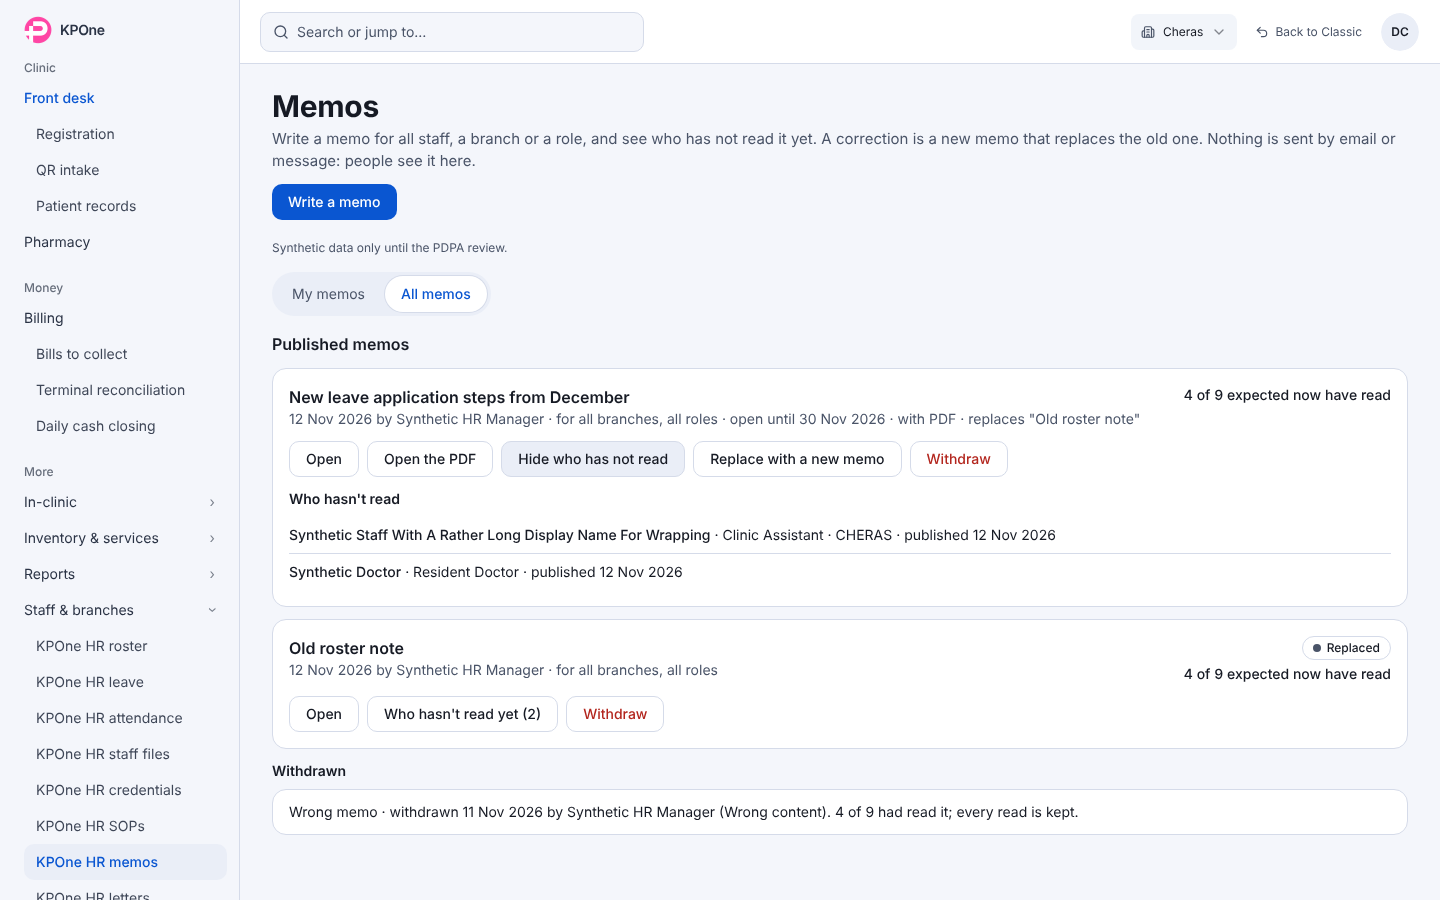 KPOne
Clinic
Front desk
Registration
QR intake
Patient records
Pharmacy
Money
Billing
Bills to collect
Terminal reconciliation
Daily cash closing
More
In-clinic
Inventory & services
Reports
Staff & branches
KPOne HR roster
KPOne HR leave
KPOne HR attendance
KPOne HR staff files
KPOne HR credentials
KPOne HR SOPs
KPOne HR memos
KPOne HR letters
Search or jump to...
Cheras
Back to Classic
DC
Memos
Write a memo for all staff, a branch or a role, and see who has not read it yet. A correction is a new memo that replaces the old one. Nothing is sent by email or
message: people see it here.
Write a memo
Synthetic data only until the PDPA review.
My memos
All memos
Published memos
New leave application steps from December
4 of 9 expected now have read
12 Nov 2026 by Synthetic HR Manager · for all branches, all roles · open until 30 Nov 2026 · with PDF · replaces "Old roster note"
Open
Open the PDF
Hide who has not read
Replace with a new memo
Withdraw
Who hasn't read
Synthetic Staff With A Rather Long Display Name For Wrapping · Clinic Assistant · CHERAS · published 12 Nov 2026
Synthetic Doctor · Resident Doctor · published 12 Nov 2026
Old roster note
Replaced
12 Nov 2026 by Synthetic HR Manager · for all branches, all roles
4 of 9 expected now have read
Open
Who hasn't read yet (2)
Withdraw
Withdrawn
Wrong memo · withdrawn 11 Nov 2026 by Synthetic HR Manager (Wrong content). 4 of 9 had read it; every read is kept.